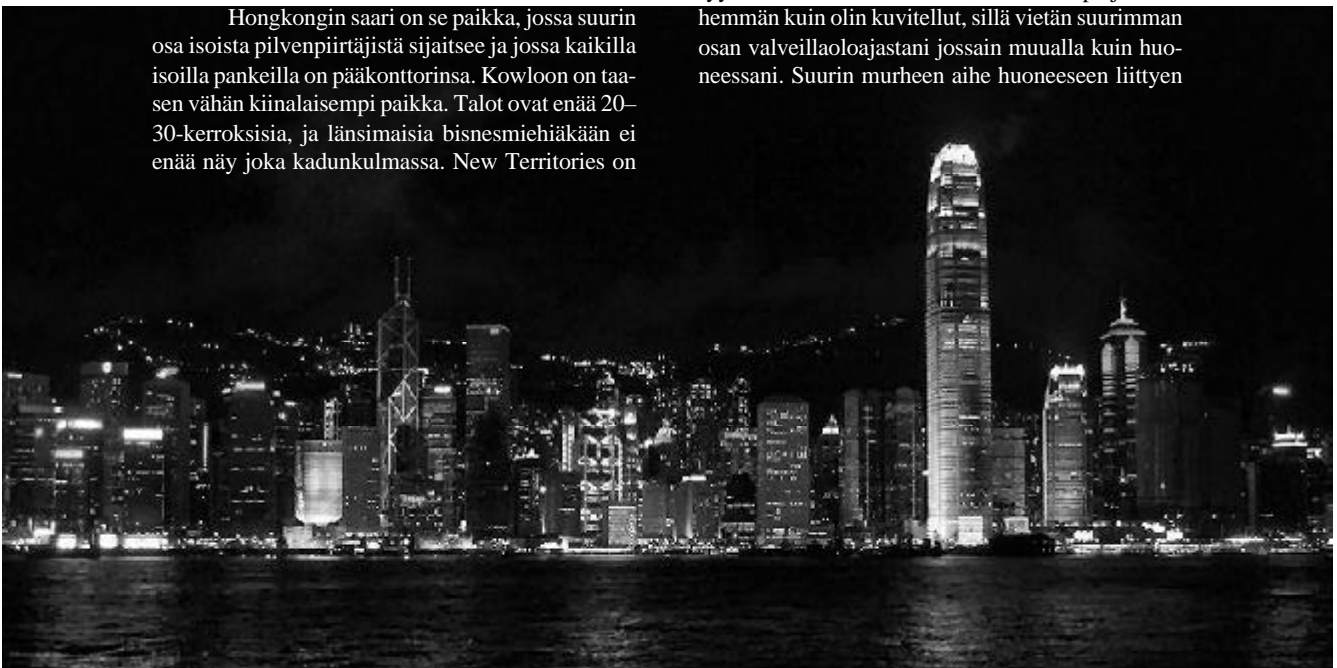 Hongkongin saari on se paikka, jossa suurin
osa isoista pilvenpiirtäjistä sijaitsee ja jossa kaikilla
isoilla pankeilla on pääkonttorinsa. Kowloon on taa-
sen vähän kiinalaisempi paikka. Talot ovat enää 20–
30-kerroksisia, ja länsimaisia bisnesmiehiäkään ei
enää näy joka kadunkulmassa. New Territories on
hemmän kuin olin kuvitellut, sillä vietän suurimman
osan valveillaoloajastani jossain muualla kuin huo-
neessani. Suurin murheen aihe huoneeseen liittyen